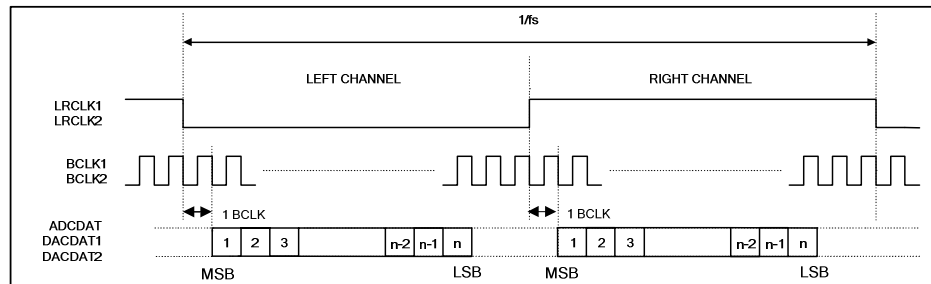 1/fs
LEFT CHANNEL RIGHT CHANNEL
LRCLK1
LRCLK2
BCLK1
BCLK2
1 BCLK 1 BCLK
ADCDAT
DACDAT1
DACDAT2
1 2 3 n-2 n-1 n 1 2 3 n-2 n-1 n
MSB LSB MSB LSB